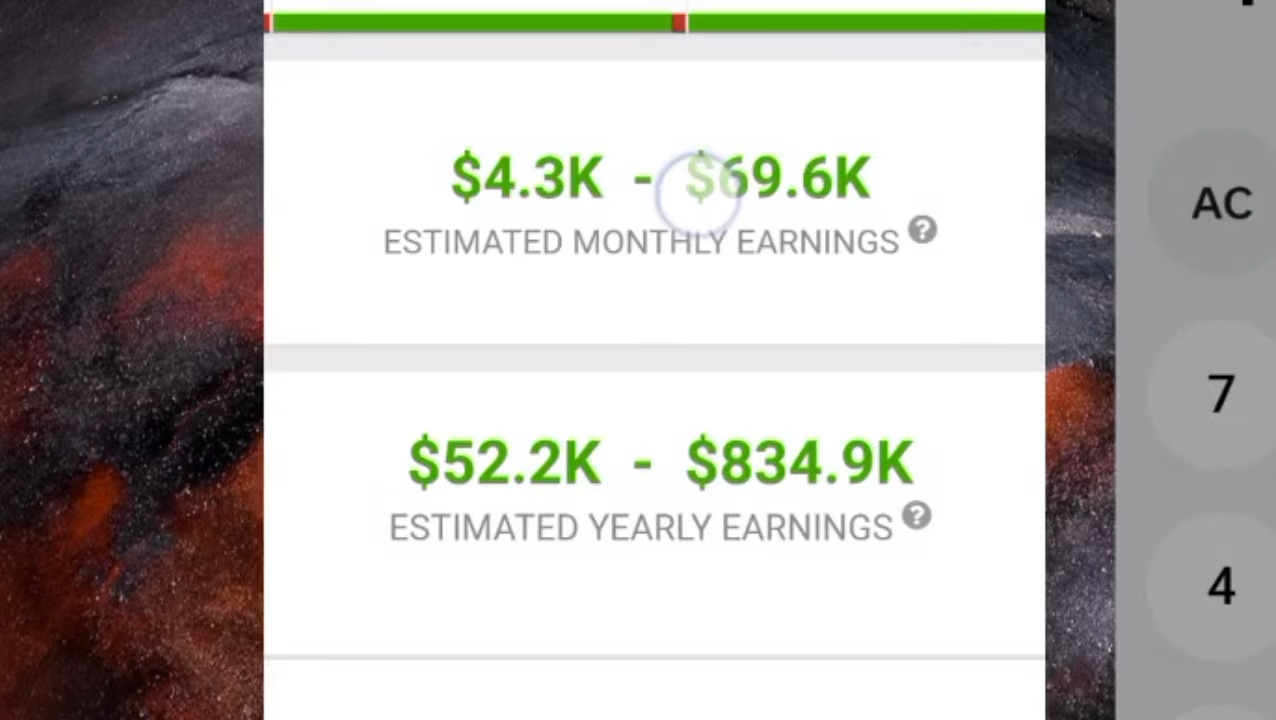 $4.3K - $69.6K
ESTIMATED MONTHLY EARNINGS ?
$52.2K - $834.9K
ESTIMATED YEARLY EARNINGS ?
AC
7
4